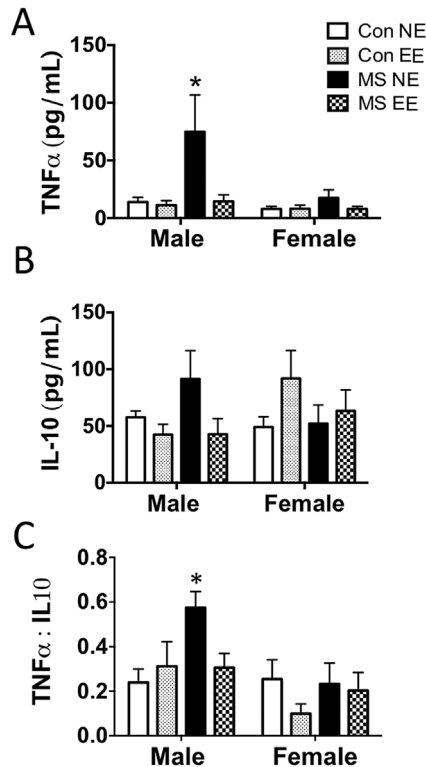 A
Con NE
Con EE
MS NE
MS EE
TNFα (pg/mL)
150
100
50
0
*
Male Female
B
IL-10 (pg/mL)
150
100
50
0
Male Female
C
TNFα : IL10
0.8
0.6
0.4
0.2
0.0
*
Male Female